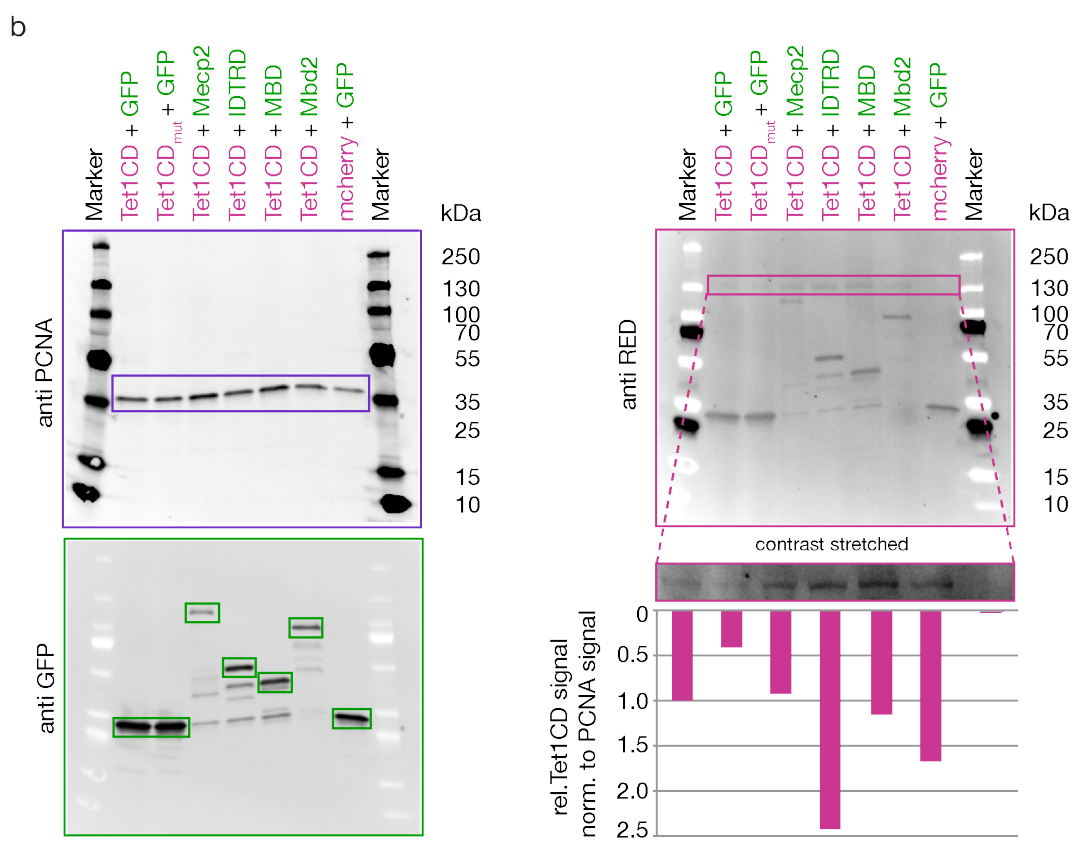 b
Marker
Tet1CD + GFP
Tet1CDmut + GFP
Tet1CD + Mecp2
Tet1CD + IDTRD
Tet1CD + MBD
Tet1CD + Mbd2
mcherry + GFP
Marker
kDa
anti PCNA
250
130
100
70
55
35
25
15
10
anti GFP
Marker
Tet1CD + GFP
Tet1CDmut + GFP
Tet1CD + Mecp2
Tet1CD + IDTRD
Tet1CD + MBD
Tet1CD + Mbd2
mcherry + GFP
Marker
kDa
anti RED
250
130
100
70
55
35
25
15
10
contrast stretched
rel.Tet1CD signal
norm. to PCNA signal
0
0.5
1.0
1.5
2.0
2.5